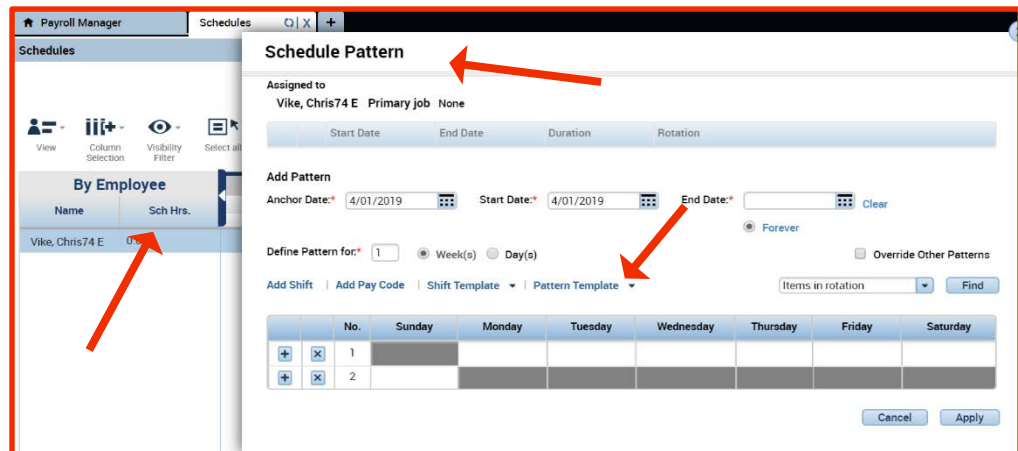 Payroll Manager Schedules X +
Schedules
Schedule Pattern
Assigned to
Vike, Chris74 E Primary job None
Start Date End Date Duration Rotation
View Column Selection Visibility Filter Select all
Add Pattern
By Employee
Anchor Date:* 4/01/2019 Start Date:* 4/01/2019 End Date:* Clear
Name Sch Hrs.
Forever
Vike, Chris74 E
Define Pattern for:* 1 Week(s) Day(s) Override Other Patterns
Add Shift | Add Pay Code | Shift Template | Pattern Template Items in rotation Find
No. Sunday Monday Tuesday Wednesday Thursday Friday Saturday
+ x 1
+ x 2
Cancel Apply